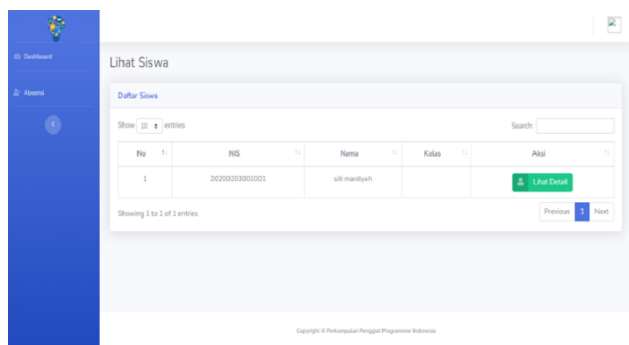 Dashboard
Lihat Siswa
Absensi
Daftar Siswa
Show 10 entries
Search:
No NIS Nama Kelas Aksi
1 20200203001001 siti mardiyah Lihat Detail
Showing 1 to 1 of 1 entries
Previous 1 Next
Copyright © Perkumpulan Penggial Programmer Indonesia